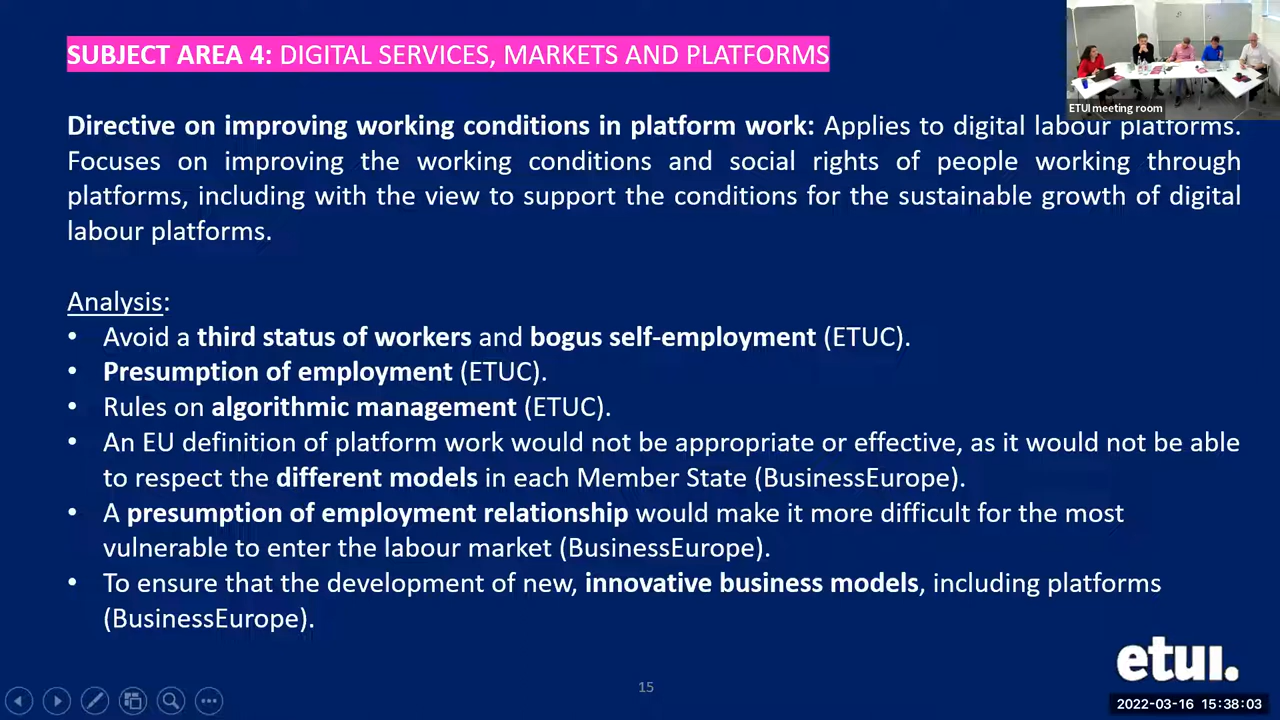 SUBJECT AREA 4: DIGITAL SERVICES, MARKETS AND PLATFORMS
ETUI meeting room
Directive on improving working conditions in platform work: Applies to digital labour platforms.
Focuses on improving the working conditions and social rights of people working through
platforms, including with the view to support the conditions for the sustainable growth of digital
labour platforms.
Analysis:
• Avoid a third status of workers and bogus self-employment (ETUC).
• Presumption of employment (ETUC).
• Rules on algorithmic management (ETUC).
• An EU definition of platform work would not be appropriate or effective, as it would not be able
to respect the different models in each Member State (BusinessEurope).
• A presumption of employment relationship would make it more difficult for the most
vulnerable to enter the labour market (BusinessEurope).
• To ensure that the development of new, innovative business models, including platforms
(BusinessEurope).
etui.
15
2022-03-16 15:38:03